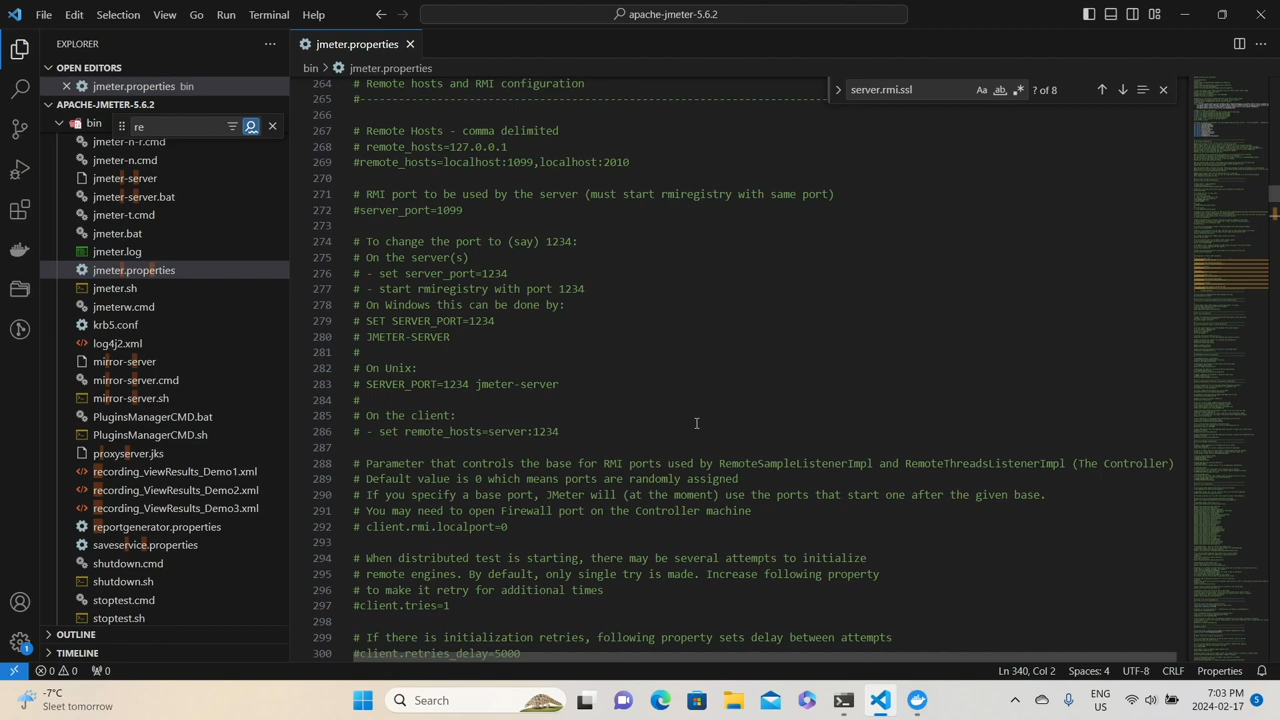 File Edit Selection View Go Run Terminal Help
apache-jmeter-5.6.2
EXPLORER
jmeter.properties
OPEN EDITORS
bin
jmeter.properties
jmeter.properties bin
APACHE-JMETER-5.6.2
bin
re
jmeter-n-r.cmd
jmeter-n.cmd
jmeter-server
jmeter-server.bat
jmeter-t.cmd
jmeter.bat
jmeter.log
jmeter.properties
jmeter.sh
jmeterw.cmd
krb5.conf
log4j2.xml
mirror-server
mirror-server.cmd
mirror-server.sh
PluginsManagerCMD.bat
PluginsManagerCMD.sh
rmi_server.jks
recording_viewResults_Demo1.xml
recording_ViewResults_Demo2.xml
recording_ViewResults_Demo3.xml
reportgenerator.properties
saveservice.properties
shutdown.cmd
shutdown.sh
stoptest.cmd
stoptest.sh
OUTLINE
TIMELINE
server.rmi.ssl
Aa ab
? of 8
264 # Remote hosts and RMI configuration
265 #---------------------------------------------------------------------------
266
267 # Remote Hosts - comma delimited
268 # remote_hosts=127.0.0.1
269 #remote_hosts=localhost:1099,localhost:2010
270
271 # RMI port to be used by the server (must start rmiregistry with same port)
272 #server_port=1099
273
274 # To change the port to (say) 1234:
275 # On the server(s)
276 # - set server_port=1234
277 # - start rmiregistry with port 1234
278 # On Windows this can be done by:
279 # SET SERVER_PORT=1234
280 # JMETER-SERVER
281 #
282 # On Unix:
283 # SERVER_PORT=1234 jmeter-server
284 #
285 # On the client:
286 # - set remote_hosts=server:1234
287
288 # Parameter that controls the RMI ports used by RemoteSampleListenerImpl and RemoteThreadsListenerImpl (The Controller)
289 # Default value is 0, which means ports are randomly assigned
290 # If you specify a base port, JMeter will (at the moment) use the next ports that start one after the given base
291 # You may need to open Firewall port on the Controller machine
292 # client.rmi.localport=0
293
294 # When distributed test is starting, there may be several attempts to initialize
295 # remote engines. By default, only single try is made. Increase following property
296 # to make it retry for additional times
297 #client.tries=1
298
299 # If there is initialization retries, following property sets delay between attempts
300 #client.retries_delay=5000
0 0 0
Ln 340, Col 2 Spaces: 4 UTF-8 CRLF Properties
-7°C
Sleet tomorrow
Search
ENG
US
7:03 PM
2024-02-17
5